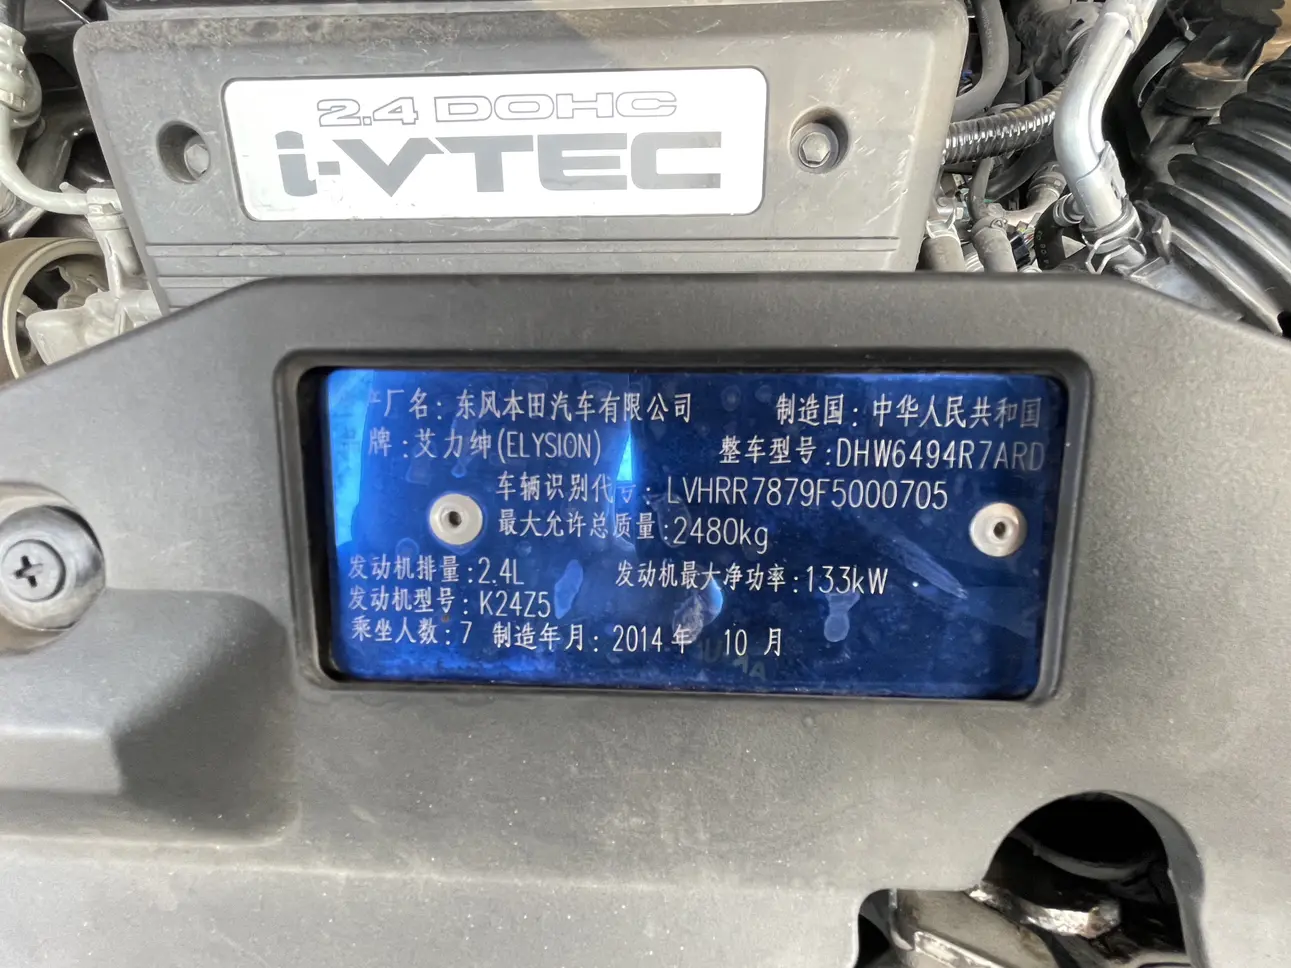 2.4 DOHC
i-VTEC
厂名：东风本田汽车有限公司 制造国：中华人民共和国
牌：艾力绅(ELYSION) 整车型号：DHW6494R7ARD
车辆识别代号：LVHRR7879F5000705
最大允许总质量：2480kg
发动机排量：2.4L 发动机最大净功率：133kW
发动机型号：K24Z5
乘坐人数：7 制造年月：2014年 10月